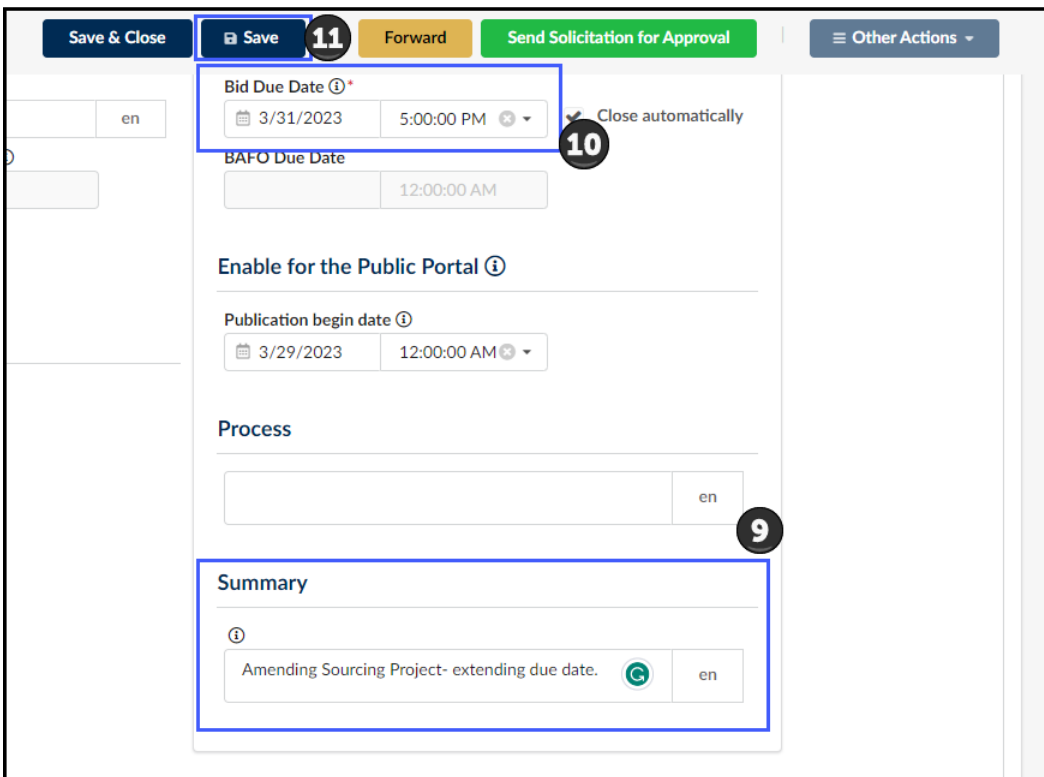 Save & Close
Save
11
Forward
Send Solicitation for Approval
Other Actions
Bid Due Date *
en
3/31/2023
5:00:00 PM
Close automatically
10
BAFO Due Date
12:00:00 AM
Enable for the Public Portal
Publication begin date
3/29/2023
12:00:00 AM
Process
en
9
Summary
Amending Sourcing Project- extending due date.
en